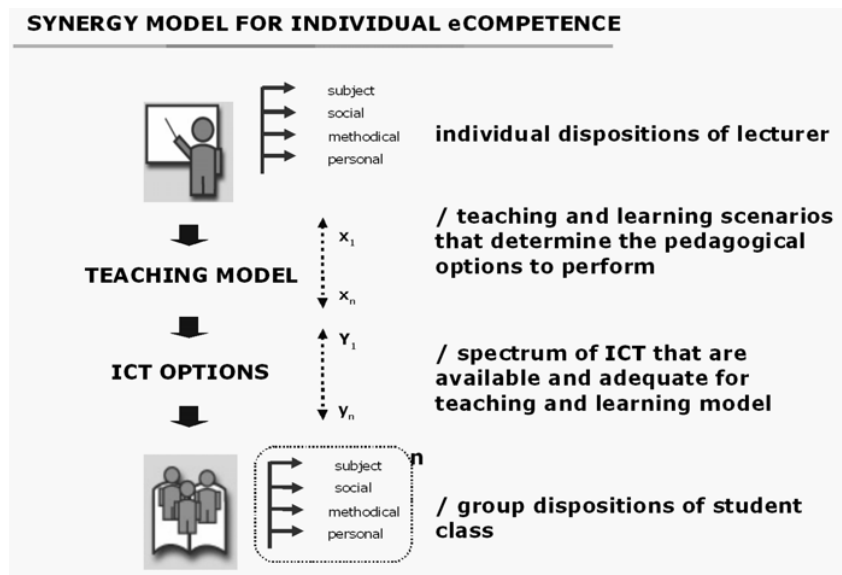 SYNERGY MODEL FOR INDIVIDUAL eCOMPETENCE
subject
social
methodical
personal
individual dispositions of lecturer
/ teaching and learning scenarios
that determine the pedagogical
options to perform
x1
TEACHING MODEL
xn
Y1
/ spectrum of ICT that are
available and adequate for
teaching and learning model
ICT OPTIONS
yn
n
subject
social
methodical
personal
/ group dispositions of student
class